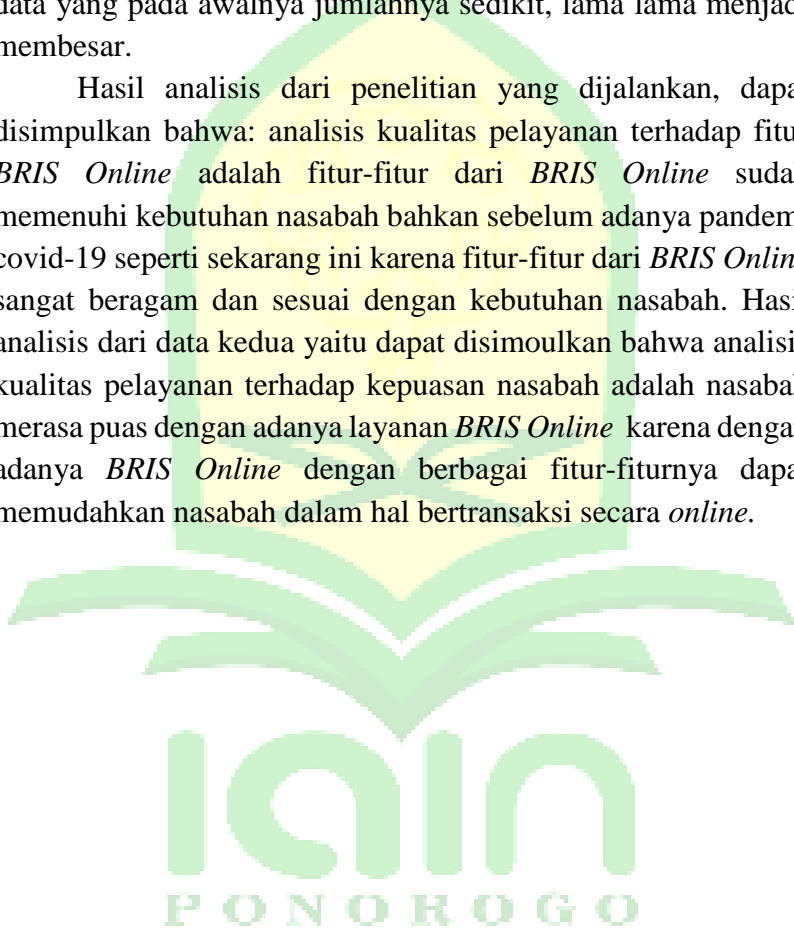 data yang pada awalnya jumlahnya sedikit, lama lama menjad
membesar.
Hasil analisis dari penelitian yang dijalankan, dapa
disimpulkan bahwa: analisis kualitas pelayanan terhadap fitu
BRIS Online adalah fitur-fitur dari BRIS Online sudal
memenuhi kebutuhan nasabah bahkan sebelum adanya pandem
covid-19 seperti sekarang ini karena fitur-fitur dari BRIS Onlin
sangat beragam dan sesuai dengan kebutuhan nasabah. Hasi
analisis dari data kedua yaitu dapat disimoulkan bahwa analisi
kualitas pelayanan terhadap kepuasan nasabah adalah nasabal
merasa puas dengan adanya layanan BRIS Online karena denga
adanya BRIS Online dengan berbagai fitur-fiturnya dapa
memudahkan nasabah dalam hal bertransaksi secara online.
iain
PONOROGO